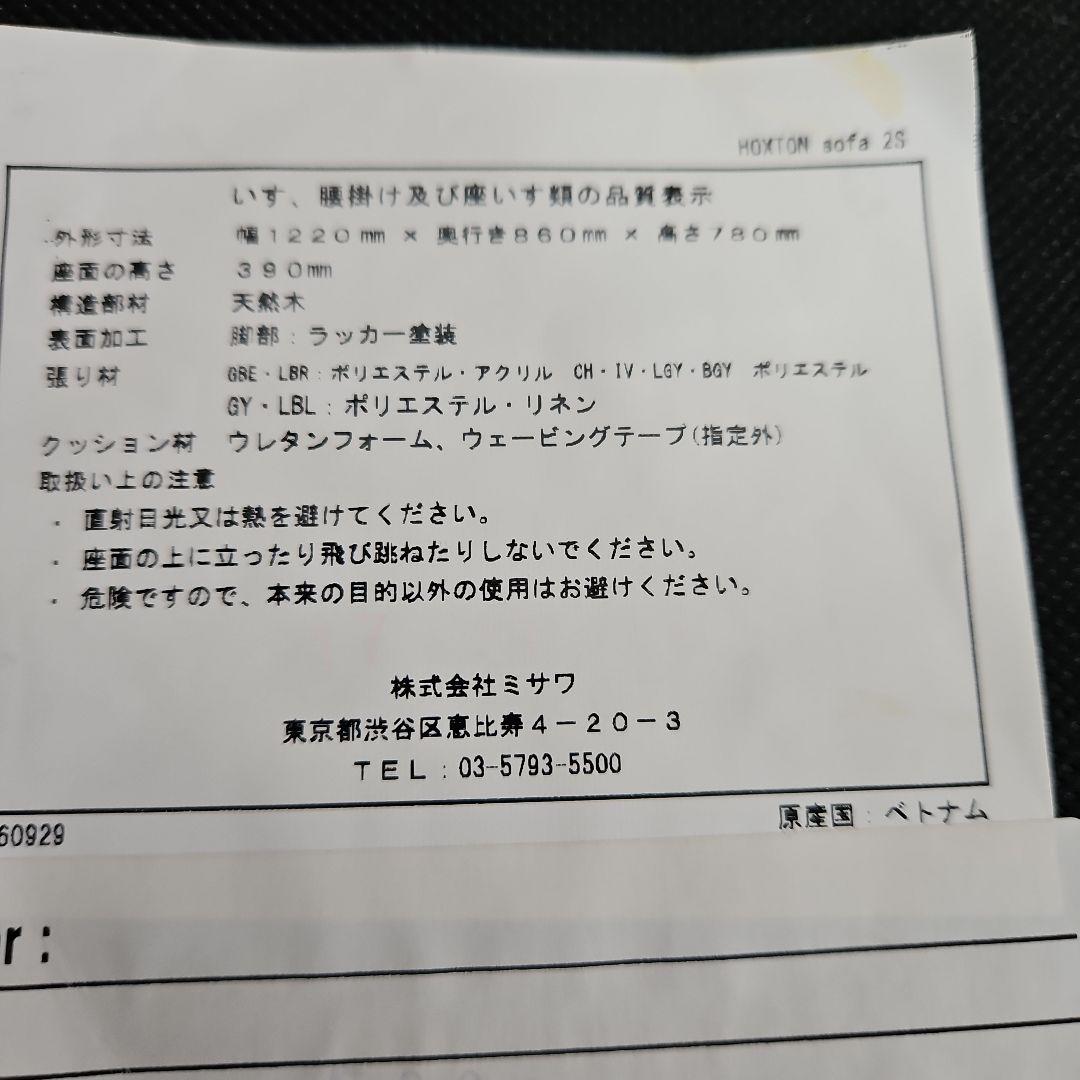 HOXTON sofa 2S
いす、腰掛け及び座いす類の品質表示
外形寸法 幅１２２０㎜ × 奥行き８６０㎜ × 高さ７８０㎜
座面の高さ ３９０㎜
構造部材 天然木
表面加工 脚部：ラッカー塗装
張り材 GBE・LBR：ポリエステル・アクリル CH・IV・LGY・BGY ポリエステル
GY・LBL：ポリエステル・リネン
クッション材 ウレタンフォーム、ウェービングテープ(指定外)
取扱い上の注意
・ 直射日光又は熱を避けてください。
・ 座面の上に立ったり飛び跳ねたりしないでください。
・ 危険ですので、本来の目的以外の使用はお避けください。
株式会社ミサワ
東京都渋谷区恵比寿４－２０－３
ＴＥＬ：03-5793-5500
60929
原産国：ベトナム
r :